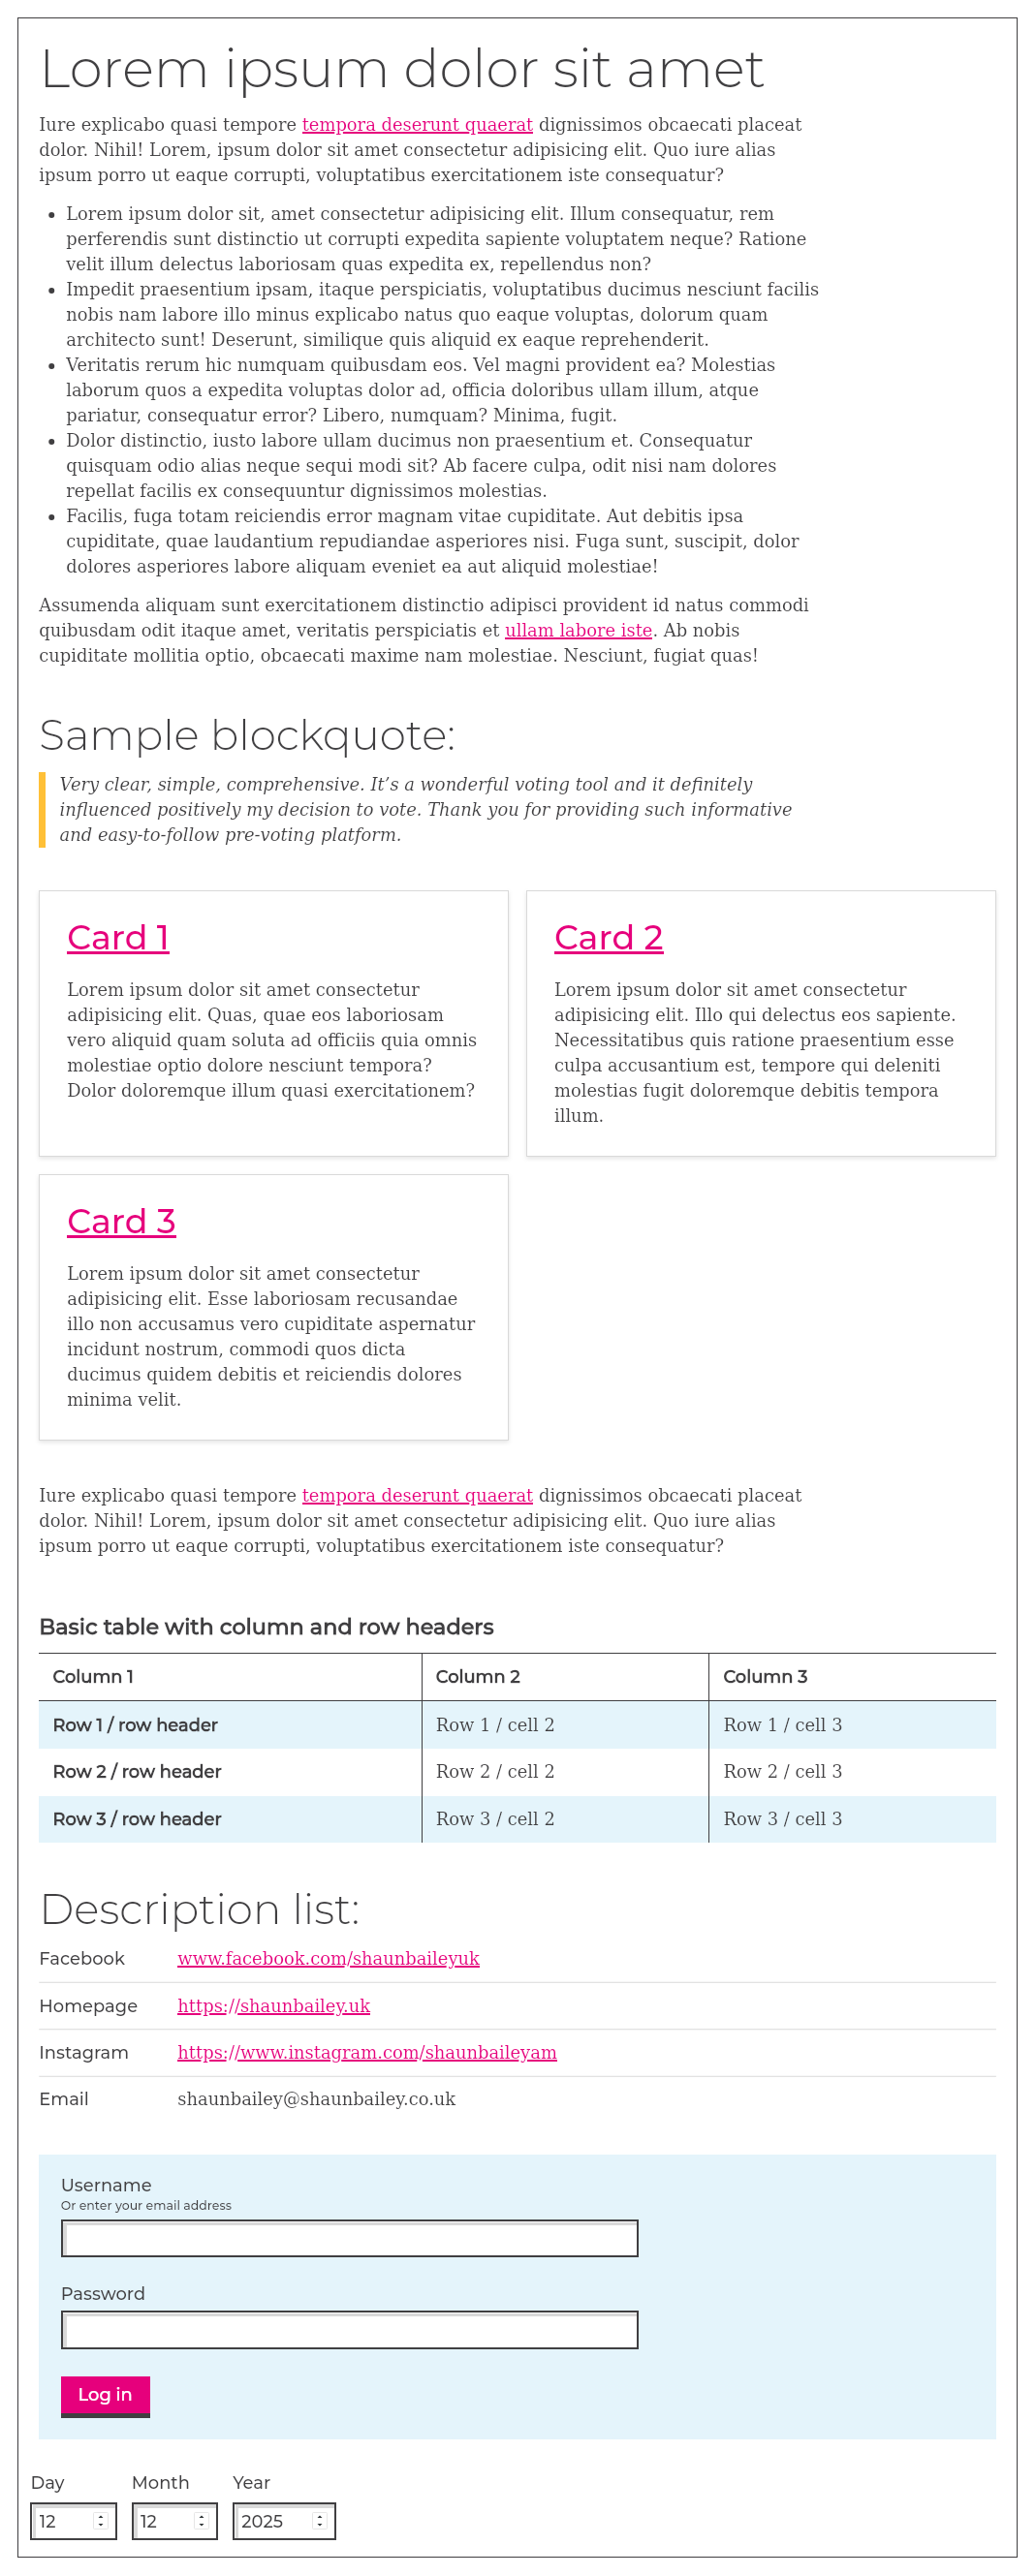 Lorem ipsum dolor sit amet
Iure explicabo quasi tempore tempora deserunt quaerat dignissimos obcaecati placeat
dolor. Nihil! Lorem, ipsum dolor sit amet consectetur adipisicing elit. Quo iure alias
ipsum porro ut eaque corrupti, voluptatibus exercitationem iste consequatur?
• Lorem ipsum dolor sit, amet consectetur adipisicing elit. Illum consequatur, rem
perferendis sunt distinctio ut corrupti expedita sapiente voluptatem neque? Ratione
velit illum delectus laboriosam quas expedita ex, repellendus non?
• Impedit praesentium ipsam, itaque perspiciatis, voluptatibus ducimus nesciunt facilis
nobis nam labore illo minus explicabo natus quo eaque voluptas, dolorum quam
architecto sunt! Deserunt, similique quis aliquid ex eaque reprehenderit.
• Veritatis rerum hic numquam quibusdam eos. Vel magni provident ea? Molestias
laborum quos a expedita voluptas dolor ad, officia doloribus ullam illum, atque
pariatur, consequatur error? Libero, numquam? Minima, fugit.
• Dolor distinctio, iusto labore ullam ducimus non praesentium et. Consequatur
quisquam odio alias neque sequi modi sit? Ab facere culpa, odit nisi nam dolores
repellat facilis ex consequuntur dignissimos molestias.
• Facilis, fuga totam reiciendis error magnam vitae cupiditate. Aut debitis ipsa
cupiditate, quae laudantium repudiandae asperiores nisi. Fuga sunt, suscipit, dolor
dolores asperiores labore aliquam eveniet ea aut aliquid molestiae!
Assumenda aliquam sunt exercitationem distinctio adipisci provident id natus commodi
quibusdam odit itaque amet, veritatis perspiciatis et ullam labore iste. Ab nobis
cupiditate mollitia optio, obcaecati maxime nam molestiae. Nesciunt, fugiat quas!
Sample blockquote:
Very clear, simple, comprehensive. It’s a wonderful voting tool and it definitely
influenced positively my decision to vote. Thank you for providing such informative
and easy-to-follow pre-voting platform.
Card 1
Lorem ipsum dolor sit amet consectetur
adipisicing elit. Quas, quae eos laboriosam
vero aliquid quam soluta ad officiis quia omnis
molestiae optio dolore nesciunt tempora?
Dolor doloremque illum quasi exercitationem?
Card 2
Lorem ipsum dolor sit amet consectetur
adipisicing elit. Illo qui delectus eos sapiente.
Necessitatibus quis ratione praesentium esse
culpa accusantium est, tempore qui deleniti
molestias fugit doloremque debitis tempora
illum.
Card 3
Lorem ipsum dolor sit amet consectetur
adipisicing elit. Esse laboriosam recusandae
illo non accusamus vero cupiditate aspernatur
incidunt nostrum, commodi quos dicta
ducimus quidem debitis et reiciendis dolores
minima velit.
Iure explicabo quasi tempore tempora deserunt quaerat dignissimos obcaecati placeat
dolor. Nihil! Lorem, ipsum dolor sit amet consectetur adipisicing elit. Quo iure alias
ipsum porro ut eaque corrupti, voluptatibus exercitationem iste consequatur?
Basic table with column and row headers
Column 1 Column 2 Column 3
Row 1 / row header Row 1 / cell 2 Row 1 / cell 3
Row 2 / row header Row 2 / cell 2 Row 2 / cell 3
Row 3 / row header Row 3 / cell 2 Row 3 / cell 3
Description list:
Facebook www.facebook.com/shaunbaileyuk
Homepage https://shaunbailey.uk
Instagram https://www.instagram.com/shaunbaileyam
Email shaunbailey@shaunbailey.co.uk
Username
Or enter your email address
Password
Log in
Day Month Year
12 12 2025